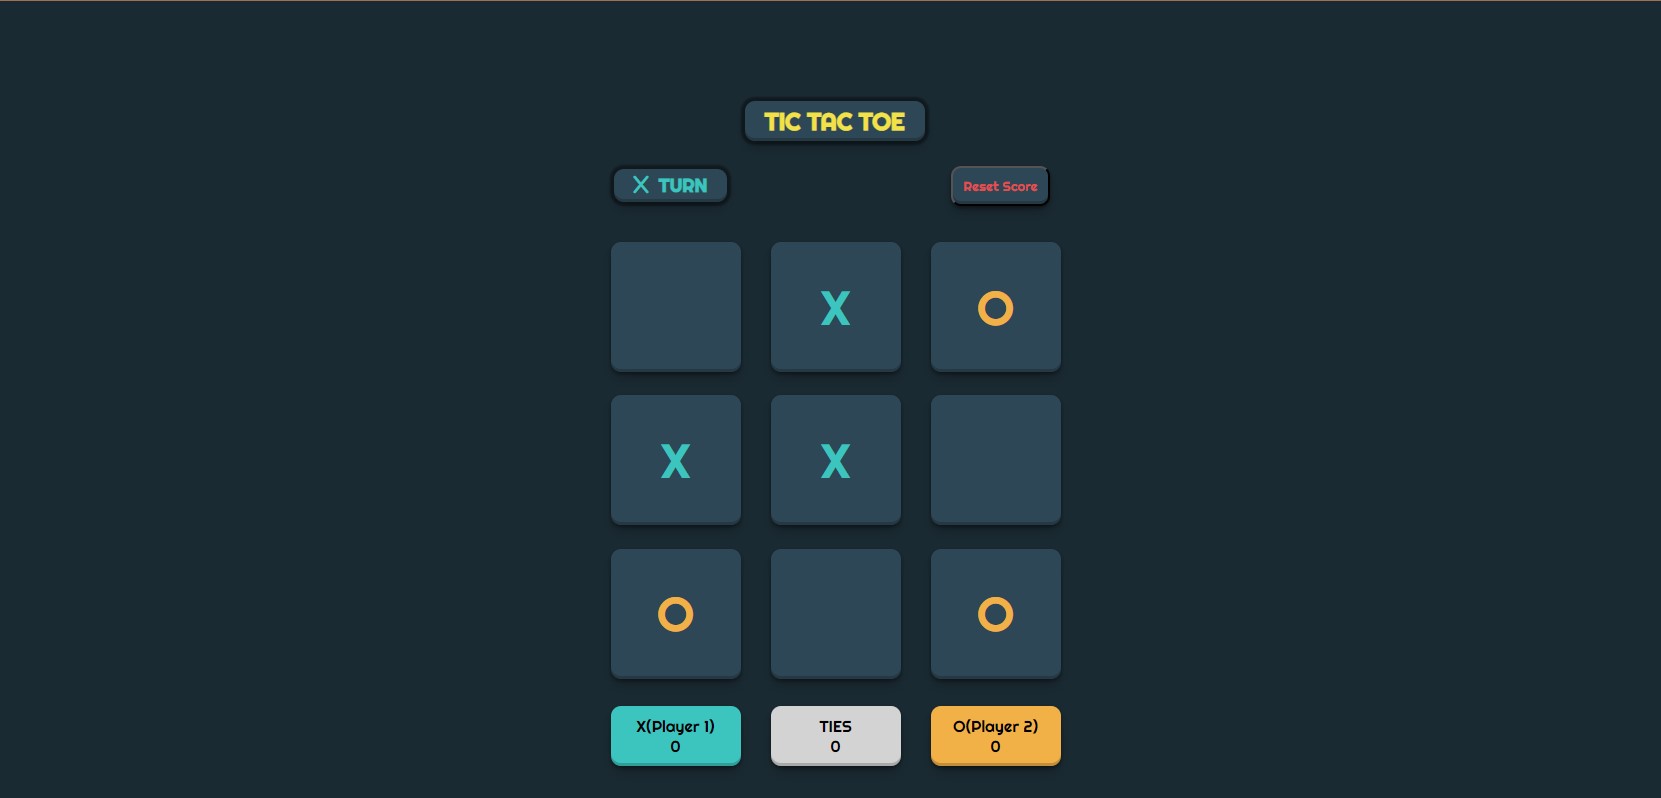 TIC TAC TOE
X TURN
Reset Score
X O
X X
O O
X(Player 1)
0
TIES
0
O(Player 2)
0